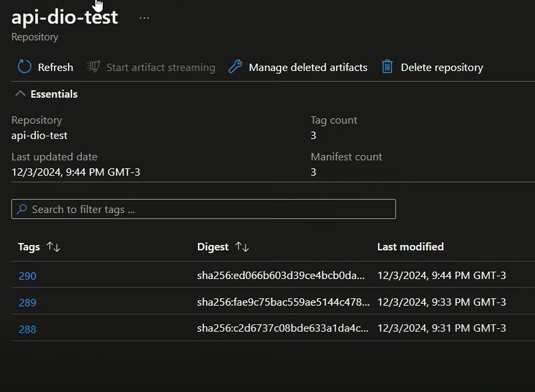 api-dio-test ...
Repository
Refresh Start artifact streaming Manage deleted artifacts Delete repository
Essentials
Repository Tag count
api-dio-test 3
Last updated date Manifest count
12/3/2024, 9:44 PM GMT-3 3
Search to filter tags ...
Tags Digest Last modified
290 sha256:ed066b603d39ce4bcb0da... 12/3/2024, 9:44 PM GMT-3
289 sha256:fae9c75bac559ae5144c478... 12/3/2024, 9:33 PM GMT-3
288 sha256:c2d6737c08bde633a1da4c... 12/3/2024, 9:31 PM GMT-3